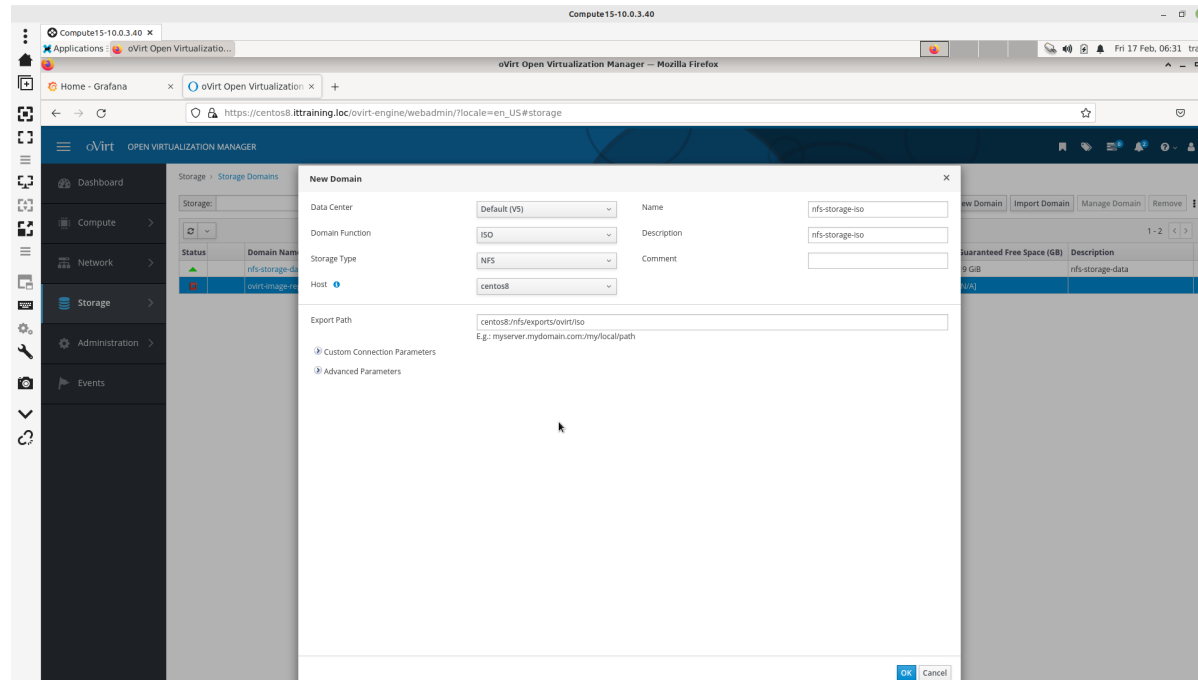 Compute15-10.0.3.40
Compute15-10.0.3.40 ×
Applications oVirt Open Virtualizatio...
Fri 17 Feb, 06:31 tra
oVirt Open Virtualization Manager — Mozilla Firefox
Home - Grafana ×
oVirt Open Virtualization ×
https://centos8.ittraining.loc/ovirt-engine/webadmin/?locale=en_US#storage
oVirt OPEN VIRTUALIZATION MANAGER
Dashboard
Compute
Network
Storage
Administration
Events
Storage > Storage Domains
Storage:
ew Domain
Import Domain
Manage Domain
Remove
1-2
Status
Domain Nam
Guaranteed Free Space (GB)
Description
nfs-storage-da
9 GiB
nfs-storage-data
ovirt-image-re
N/A]
New Domain
Data Center
Default (V5)
Name
nfs-storage-iso
Domain Function
ISO
Description
nfs-storage-iso
Storage Type
NFS
Comment
Host
centos8
Export Path
centos8:/nfs/exports/ovirt/iso
E.g.: myserver.mydomain.com:/my/local/path
Custom Connection Parameters
Advanced Parameters
OK
Cancel